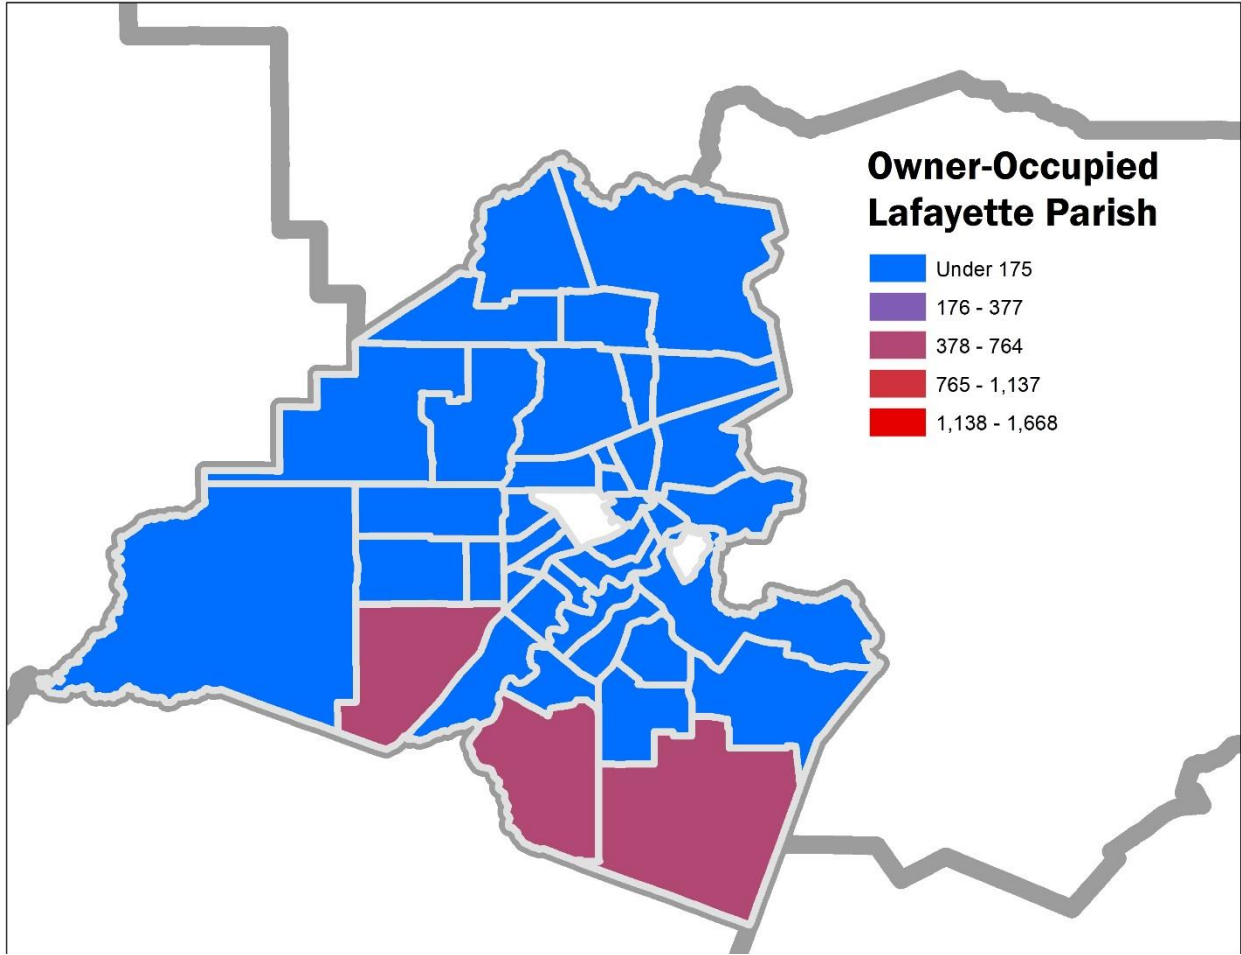 Owner-Occupied
Lafayette Parish
Under 175
176 - 377
378 - 764
765 - 1,137
1,138 - 1,668